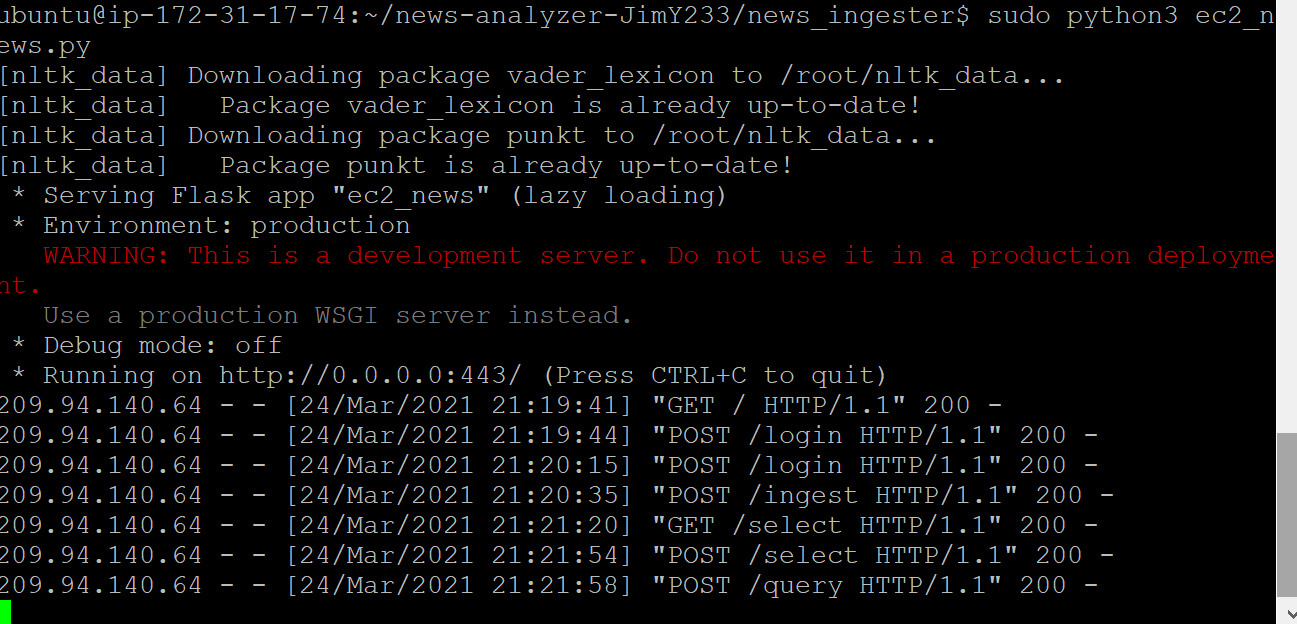 ubuntu@ip-172-31-17-74:~/news-analyzer-JimY233/news_ingester$ sudo python3 ec2_n
ews.py
[nltk_data] Downloading package vader_lexicon to /root/nltk_data...
[nltk_data]   Package vader_lexicon is already up-to-date!
[nltk_data] Downloading package punkt to /root/nltk_data...
[nltk_data]   Package punkt is already up-to-date!
 * Serving Flask app "ec2_news" (lazy loading)
 * Environment: production
   WARNING: This is a development server. Do not use it in a production deployme
nt.
   Use a production WSGI server instead.
 * Debug mode: off
 * Running on http://0.0.0.0:443/ (Press CTRL+C to quit)
209.94.140.64 - - [24/Mar/2021 21:19:41] "GET / HTTP/1.1" 200 -
209.94.140.64 - - [24/Mar/2021 21:19:44] "POST /login HTTP/1.1" 200 -
209.94.140.64 - - [24/Mar/2021 21:20:15] "POST /login HTTP/1.1" 200 -
209.94.140.64 - - [24/Mar/2021 21:20:35] "POST /ingest HTTP/1.1" 200 -
209.94.140.64 - - [24/Mar/2021 21:21:20] "GET /select HTTP/1.1" 200 -
209.94.140.64 - - [24/Mar/2021 21:21:54] "POST /select HTTP/1.1" 200 -
209.94.140.64 - - [24/Mar/2021 21:21:58] "POST /query HTTP/1.1" 200 -